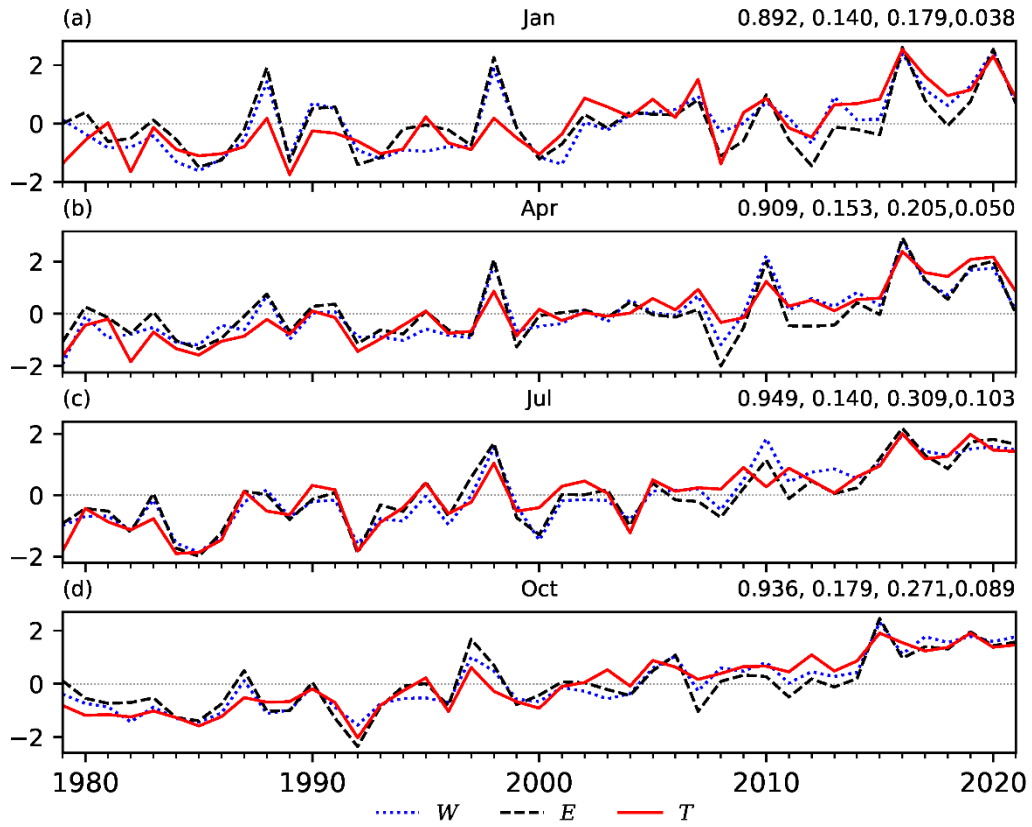 (a) Jan 0.892, 0.140, 0.179,0.038
2
0
−2
(b) Apr 0.909, 0.153, 0.205,0.050
2
0
−2
(c) Jul 0.949, 0.140, 0.309,0.103
2
0
−2
(d) Oct 0.936, 0.179, 0.271,0.089
2
0
−2
1980 1990 2000 2010 2020
W E T